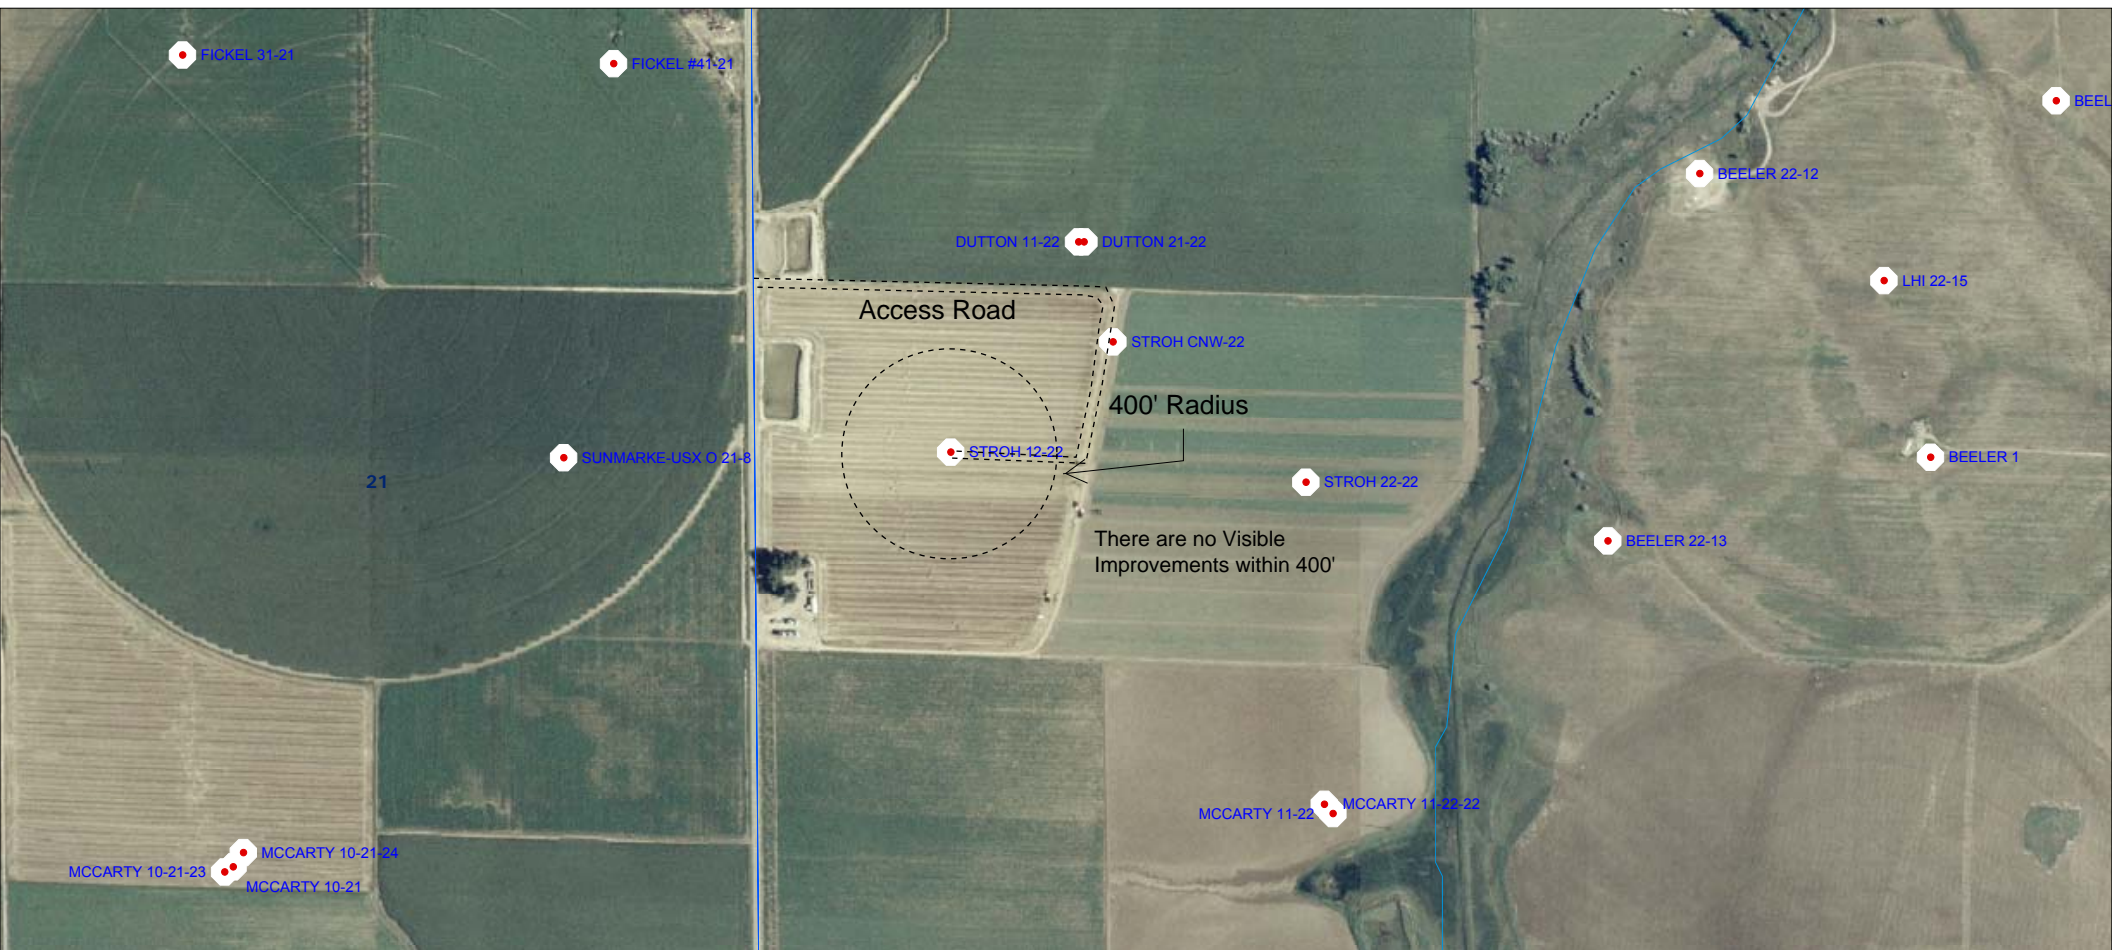 FICKEL 31-21
FICKEL #41-21
BEEL
BEELER 22-12
DUTTON 11-22
DUTTON 21-22
LHI 22-15
Access Road
STROH CNW-22
400' Radius
STROH 12-22
SUNMARKE-USX O 21-8
BEELER 1
21
STROH 22-22
There are no Visible
Improvements within 400'
BEELER 22-13
MCCARTY 11-22-22
MCCARTY 11-22
MCCARTY 10-21-24
MCCARTY 10-21-23
MCCARTY 10-21